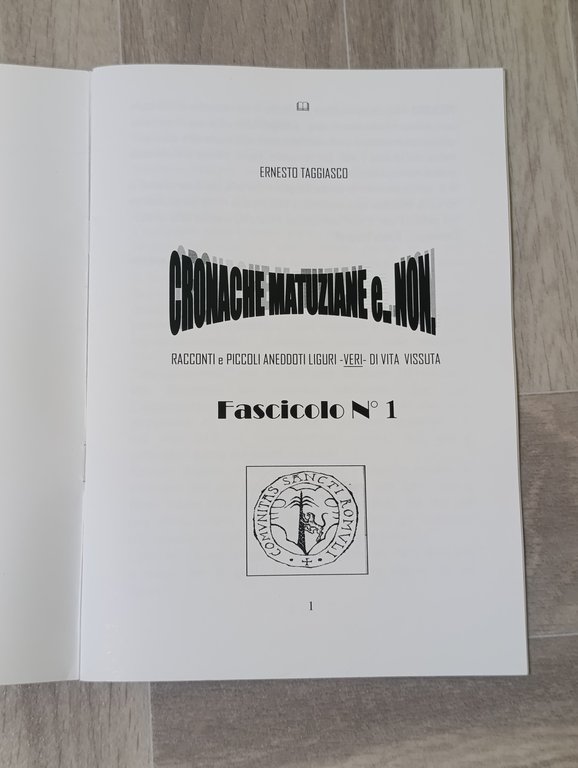 ERNESTO TAGGIASCO
CRONACHE MATUZIANE e.. NON.
RACCONTI e PICCOLI ANEDDOTI LIGURI -VERI- DI VITA VISSUTA
Fascicolo N° 1
COMVNITAS SANCTI ROMVLI
1